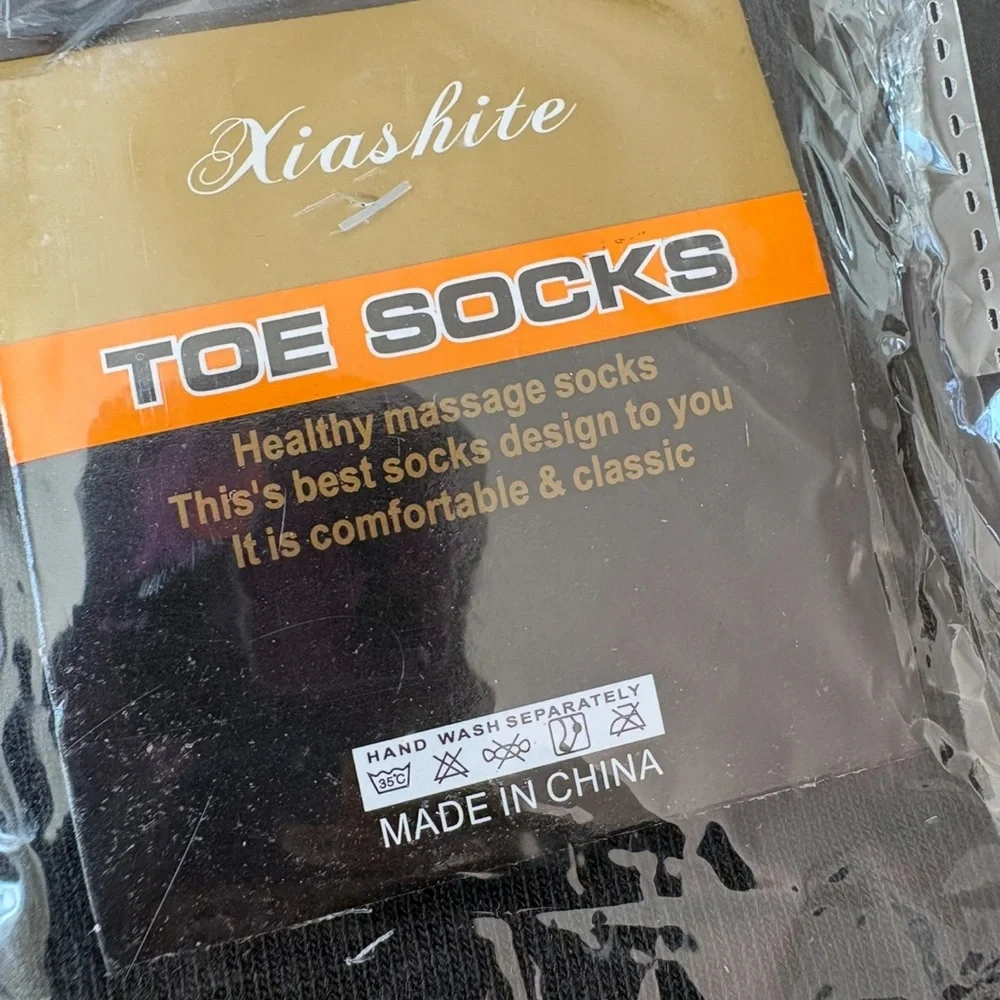 Xiashite
TOE SOCKS
Healthy massage socks
This's best socks design to you
It is comfortable & classic
HAND WASH SEPARATELY
35℃
MADE IN CHINA